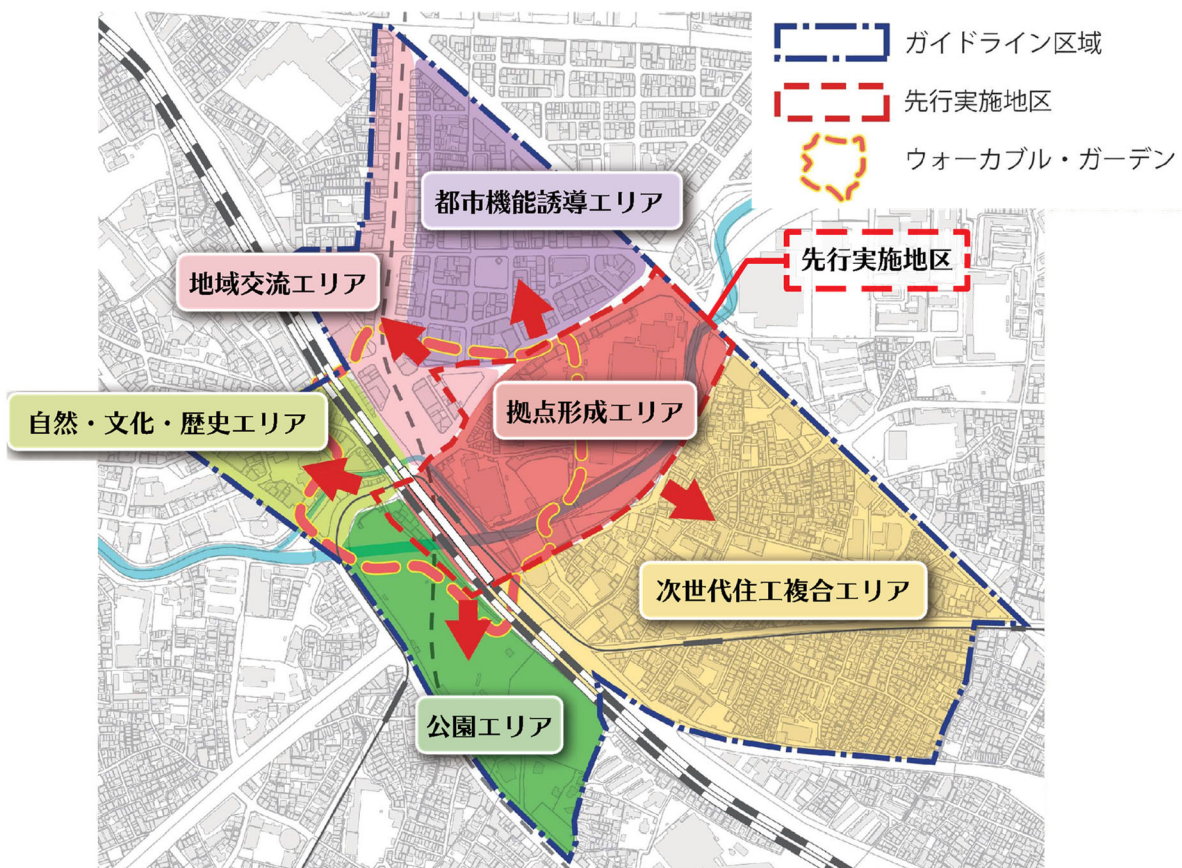 ガイドライン区域
先行実施地区
ウォーカブル・ガーデン
都市機能誘導エリア
先行実施地区
地域交流エリア
拠点形成エリア
自然・文化・歴史エリア
次世代住工複合エリア
公園エリア